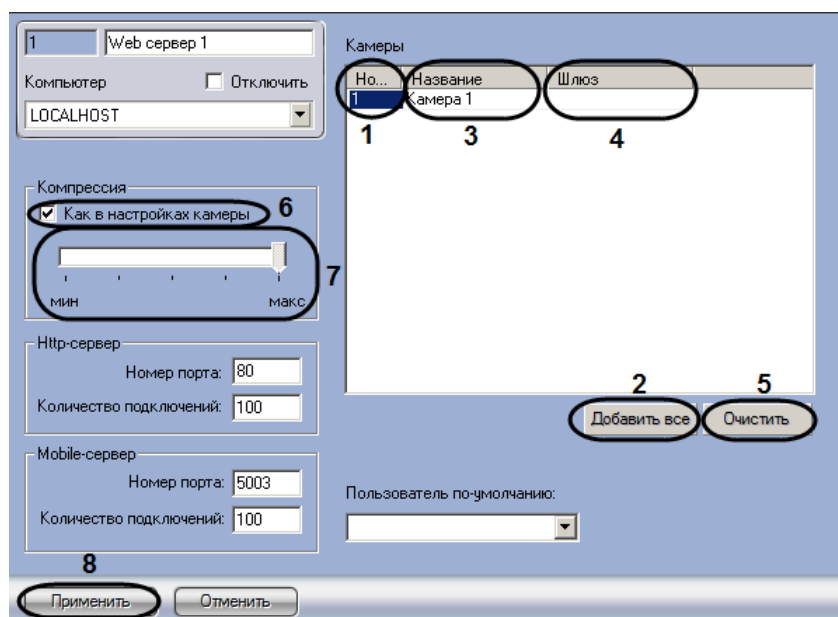 1 Web сервер 1
Компьютер Отключить
LOCALHOST
Камеры
Но... Название Шлюз
1 Камера 1
1 3 4
Компрессия
Как в настройках камеры 6
7
мин макс
Http-сервер
Номер порта: 80
Количество подключений: 100
2 5
Добавить все Очистить
Mobile-сервер
Номер порта: 5003
Количество подключений: 100
Пользователь по-умолчанию:
8
Применить Отменить